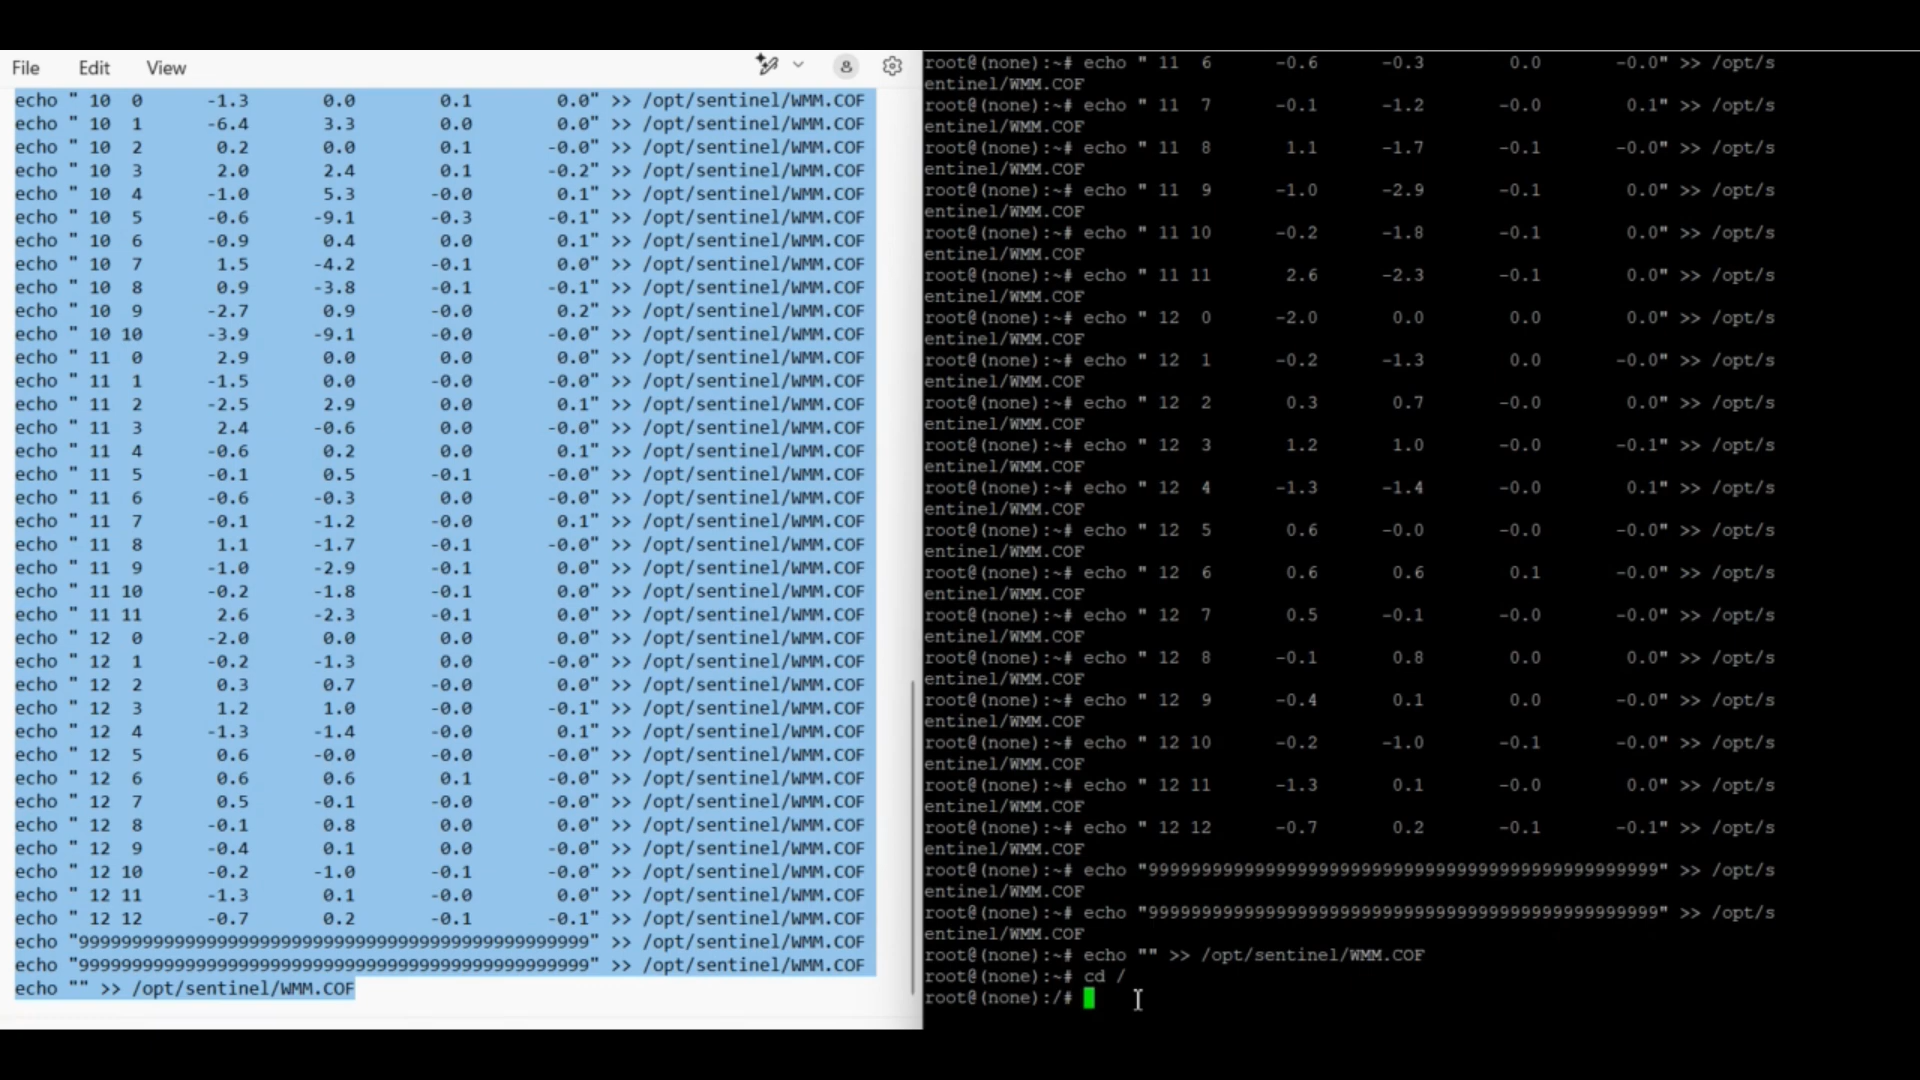 File Edit View
echo " 10  0      -1.3       0.0       0.1        0.0" >> /opt/sentinel/WMM.COF
echo " 10  1      -6.4       3.3       0.0        0.0" >> /opt/sentinel/WMM.COF
echo " 10  2       0.2       0.0       0.1       -0.0" >> /opt/sentinel/WMM.COF
echo " 10  3       2.0       2.4       0.1       -0.2" >> /opt/sentinel/WMM.COF
echo " 10  4      -1.0       5.3      -0.0        0.1" >> /opt/sentinel/WMM.COF
echo " 10  5      -0.6      -9.1      -0.3       -0.1" >> /opt/sentinel/WMM.COF
echo " 10  6      -0.9       0.4       0.0        0.1" >> /opt/sentinel/WMM.COF
echo " 10  7       1.5      -4.2      -0.1        0.0" >> /opt/sentinel/WMM.COF
echo " 10  8       0.9      -3.8      -0.1       -0.1" >> /opt/sentinel/WMM.COF
echo " 10  9      -2.7       0.9      -0.0        0.2" >> /opt/sentinel/WMM.COF
echo " 10 10      -3.9      -9.1      -0.0       -0.0" >> /opt/sentinel/WMM.COF
echo " 11  0       2.9       0.0       0.0        0.0" >> /opt/sentinel/WMM.COF
echo " 11  1      -1.5       0.0      -0.0       -0.0" >> /opt/sentinel/WMM.COF
echo " 11  2      -2.5       2.9       0.0        0.1" >> /opt/sentinel/WMM.COF
echo " 11  3       2.4      -0.6       0.0       -0.0" >> /opt/sentinel/WMM.COF
echo " 11  4      -0.6       0.2       0.0        0.1" >> /opt/sentinel/WMM.COF
echo " 11  5      -0.1       0.5      -0.1       -0.0" >> /opt/sentinel/WMM.COF
echo " 11  6      -0.6      -0.3       0.0       -0.0" >> /opt/sentinel/WMM.COF
echo " 11  7      -0.1      -1.2      -0.0        0.1" >> /opt/sentinel/WMM.COF
echo " 11  8       1.1      -1.7      -0.1       -0.0" >> /opt/sentinel/WMM.COF
echo " 11  9      -1.0      -2.9      -0.1        0.0" >> /opt/sentinel/WMM.COF
echo " 11 10      -0.2      -1.8      -0.1        0.0" >> /opt/sentinel/WMM.COF
echo " 11 11       2.6      -2.3      -0.1        0.0" >> /opt/sentinel/WMM.COF
echo " 12  0      -2.0       0.0       0.0        0.0" >> /opt/sentinel/WMM.COF
echo " 12  1      -0.2      -1.3       0.0       -0.0" >> /opt/sentinel/WMM.COF
echo " 12  2       0.3       0.7      -0.0        0.0" >> /opt/sentinel/WMM.COF
echo " 12  3       1.2       1.0      -0.0       -0.1" >> /opt/sentinel/WMM.COF
echo " 12  4      -1.3      -1.4      -0.0        0.1" >> /opt/sentinel/WMM.COF
echo " 12  5       0.6      -0.0      -0.0       -0.0" >> /opt/sentinel/WMM.COF
echo " 12  6       0.6       0.6       0.1       -0.0" >> /opt/sentinel/WMM.COF
echo " 12  7       0.5      -0.1      -0.0       -0.0" >> /opt/sentinel/WMM.COF
echo " 12  8      -0.1       0.8       0.0        0.0" >> /opt/sentinel/WMM.COF
echo " 12  9      -0.4       0.1       0.0       -0.0" >> /opt/sentinel/WMM.COF
echo " 12 10      -0.2      -1.0      -0.1       -0.0" >> /opt/sentinel/WMM.COF
echo " 12 11      -1.3       0.1      -0.0        0.0" >> /opt/sentinel/WMM.COF
echo " 12 12      -0.7       0.2      -0.1       -0.1" >> /opt/sentinel/WMM.COF
echo "999999999999999999999999999999999999999999999999" >> /opt/sentinel/WMM.COF
echo "999999999999999999999999999999999999999999999999" >> /opt/sentinel/WMM.COF
echo "" >> /opt/sentinel/WMM.COF
root@(none):~# echo " 11  6      -0.6      -0.3       0.0       -0.0" >> /opt/s
entinel/WMM.COF
root@(none):~# echo " 11  7      -0.1      -1.2      -0.0        0.1" >> /opt/s
entinel/WMM.COF
root@(none):~# echo " 11  8       1.1      -1.7      -0.1       -0.0" >> /opt/s
entinel/WMM.COF
root@(none):~# echo " 11  9      -1.0      -2.9      -0.1        0.0" >> /opt/s
entinel/WMM.COF
root@(none):~# echo " 11 10      -0.2      -1.8      -0.1        0.0" >> /opt/s
entinel/WMM.COF
root@(none):~# echo " 11 11       2.6      -2.3      -0.1        0.0" >> /opt/s
entinel/WMM.COF
root@(none):~# echo " 12  0      -2.0       0.0       0.0        0.0" >> /opt/s
entinel/WMM.COF
root@(none):~# echo " 12  1      -0.2      -1.3       0.0       -0.0" >> /opt/s
entinel/WMM.COF
root@(none):~# echo " 12  2       0.3       0.7      -0.0        0.0" >> /opt/s
entinel/WMM.COF
root@(none):~# echo " 12  3       1.2       1.0      -0.0       -0.1" >> /opt/s
entinel/WMM.COF
root@(none):~# echo " 12  4      -1.3      -1.4      -0.0        0.1" >> /opt/s
entinel/WMM.COF
root@(none):~# echo " 12  5       0.6      -0.0      -0.0       -0.0" >> /opt/s
entinel/WMM.COF
root@(none):~# echo " 12  6       0.6       0.6       0.1       -0.0" >> /opt/s
entinel/WMM.COF
root@(none):~# echo " 12  7       0.5      -0.1      -0.0       -0.0" >> /opt/s
entinel/WMM.COF
root@(none):~# echo " 12  8      -0.1       0.8       0.0        0.0" >> /opt/s
entinel/WMM.COF
root@(none):~# echo " 12  9      -0.4       0.1       0.0       -0.0" >> /opt/s
entinel/WMM.COF
root@(none):~# echo " 12 10      -0.2      -1.0      -0.1       -0.0" >> /opt/s
entinel/WMM.COF
root@(none):~# echo " 12 11      -1.3       0.1      -0.0        0.0" >> /opt/s
entinel/WMM.COF
root@(none):~# echo " 12 12      -0.7       0.2      -0.1       -0.1" >> /opt/s
entinel/WMM.COF
root@(none):~# echo "999999999999999999999999999999999999999999999999" >> /opt/s
entinel/WMM.COF
root@(none):~# echo "999999999999999999999999999999999999999999999999" >> /opt/s
entinel/WMM.COF
root@(none):~# echo "" >> /opt/sentinel/WMM.COF
root@(none):~# cd /
root@(none):/#